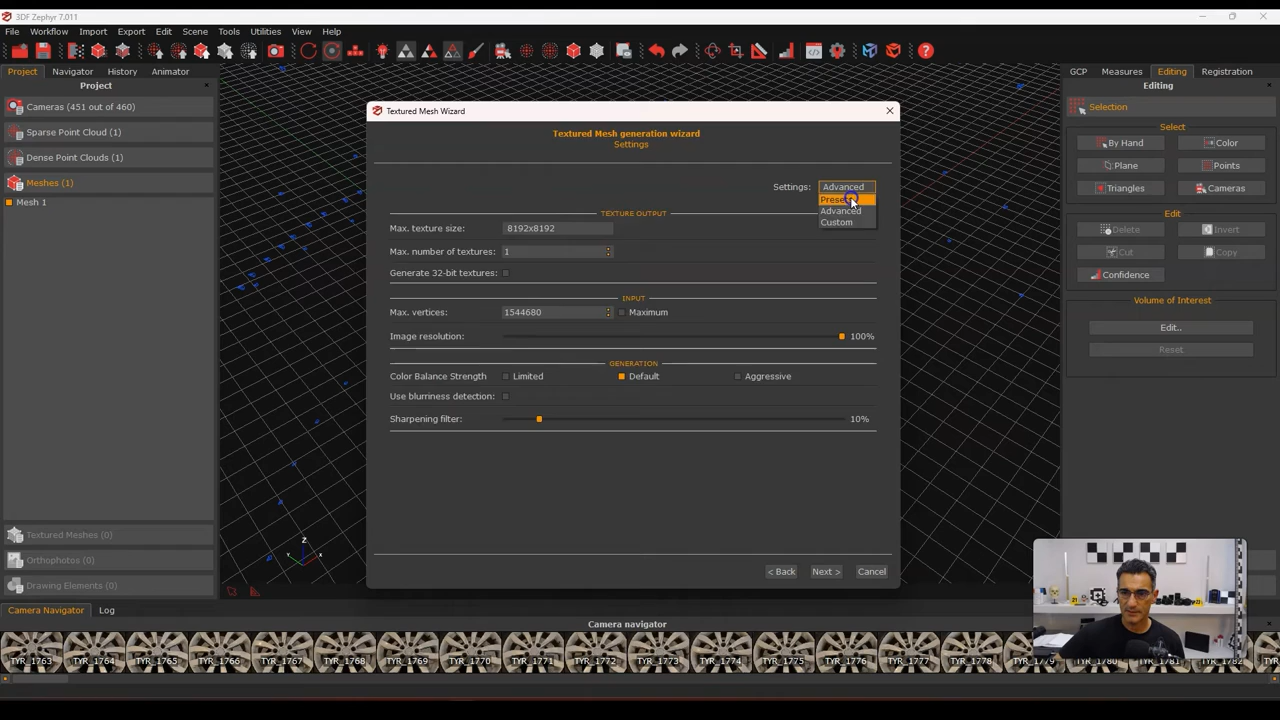 3DF Zephyr 7.011
File Workflow Import Export Edit Scene Tools Utilities View Help
Project Navigator History Animator
GCP Measures Editing Registration
Project
Editing
Cameras (451 out of 460)
Sparse Point Cloud (1)
Dense Point Clouds (1)
Meshes (1)
Mesh 1
Textured Meshes (0)
Orthophotos (0)
Drawing Elements (0)
Textured Mesh Wizard
Textured Mesh generation wizard
Settings
Settings: Advanced
Advanced
Custom
TEXTURE OUTPUT
Max. texture size: 8192x8192
Max. number of textures: 1
Generate 32-bit textures:
INPUT
Max. vertices: 1544680 Maximum
Image resolution: 100%
GENERATION
Color Balance Strength Limited Default Aggressive
Use blurriness detection:
Sharpening filter: 10%
< Back Next > Cancel
Selection
Select
By Hand Color
Plane Points
Triangles Cameras
Edit
Delete Invert
Cut Copy
Confidence
Volume of Interest
Edit..
Reset
Z
Y X
Camera Navigator Log
Camera navigator
TYR_1763 TYR_1764 TYR_1765 TYR_1766 TYR_1767 TYR_1768 TYR_1769 TYR_1770 TYR_1771 TYR_1772 TYR_1773 TYR_1774 TYR_1775 TYR_1776 TYR_1777 TYR_1778 TYR_1779 TYR_1780 TYR_1781 TYR_1782